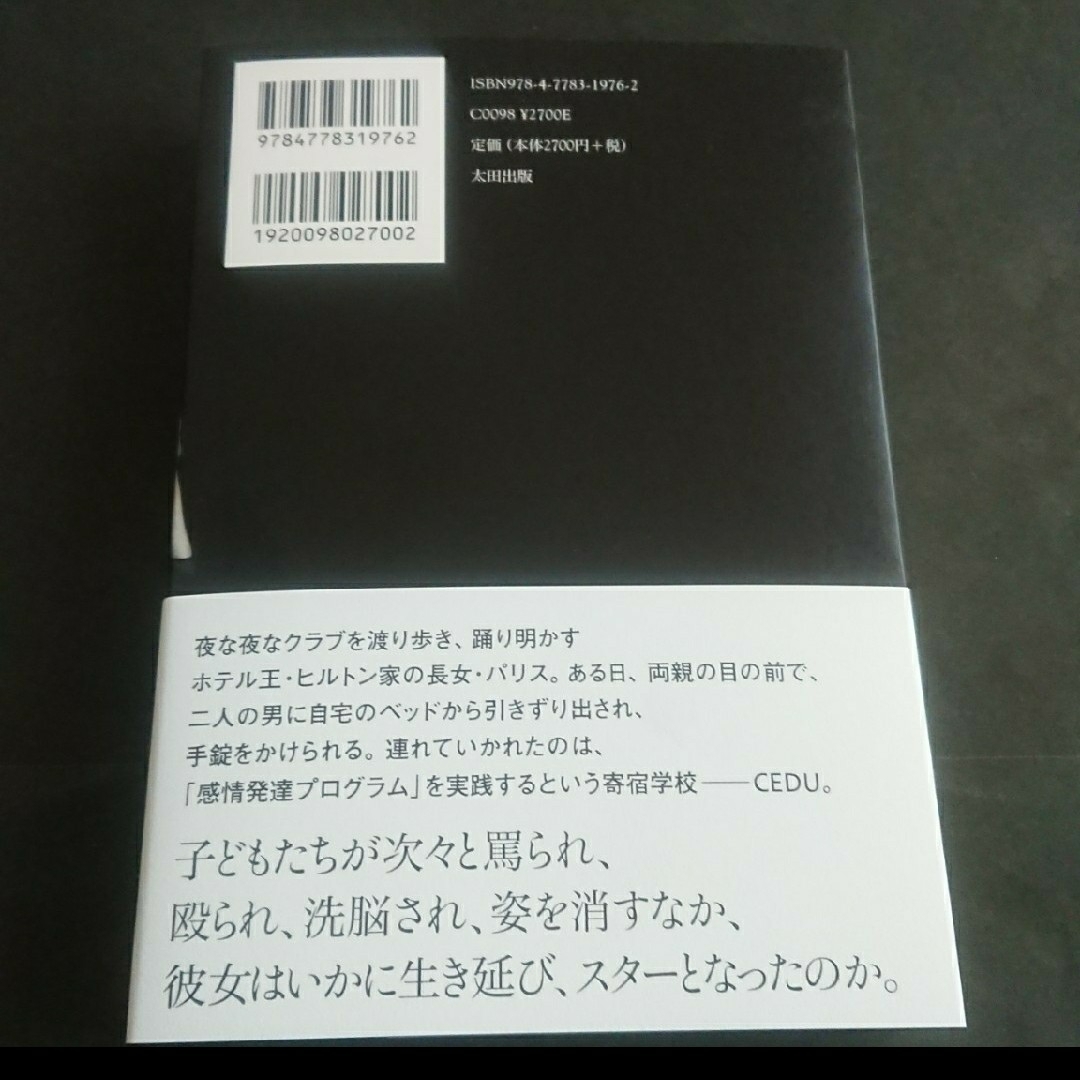 9784778319762
1920098027002
ISBN978-4-7783-1976-2
C0098 ¥2700E
定価（本体2700円＋税）
太田出版
夜な夜なクラブを渡り歩き、踊り明かす
ホテル王・ヒルトン家の長女・パリス。ある日、両親の目の前で、
二人の男に自宅のベッドから引きずり出され、
手錠をかけられる。連れていかれたのは、
「感情発達プログラム」を実践するという寄宿学校──CEDU。
子どもたちが次々と罵られ、
殴られ、洗脳され、姿を消すなか、
彼女はいかに生き延び、スターとなったのか。